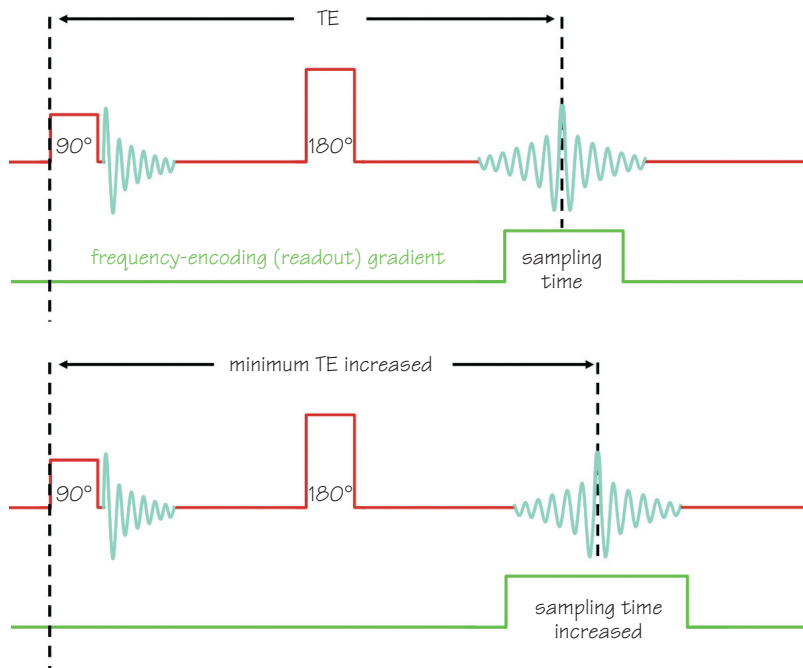 TE
90°
180°
frequency-encoding (readout) gradient
sampling
time
minimum TE increased
90°
180°
sampling time
increased